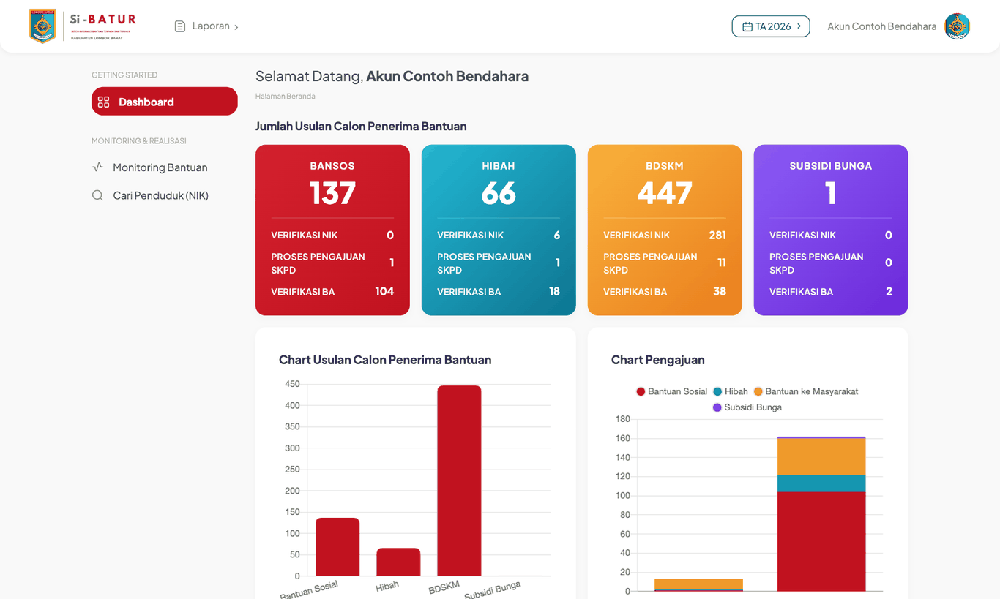 Si -BATUR
KABUPATEN LOMBOK BARAT
LOMBOK BARAT
Laporan
TA 2026
Akun Contoh Bendahara
GETTING STARTED
Dashboard
MONITORING & REALISASI
Monitoring Bantuan
Cari Penduduk (NIK)
Selamat Datang, Akun Contoh Bendahara
Halaman Beranda
Jumlah Usulan Calon Penerima Bantuan
BANSOS
137
VERIFIKASI NIK 0
PROSES PENGAJUAN
SKPD 1
VERIFIKASI BA 104
HIBAH
66
VERIFIKASI NIK 6
PROSES PENGAJUAN
SKPD 1
VERIFIKASI BA 18
BDSKM
447
VERIFIKASI NIK 281
PROSES PENGAJUAN
SKPD 11
VERIFIKASI BA 38
SUBSIDI BUNGA
1
VERIFIKASI NIK 0
PROSES PENGAJUAN
SKPD 0
VERIFIKASI BA 2
Chart Usulan Calon Penerima Bantuan
450
400
350
300
250
200
150
100
50
0
Bantuan Sosial
Hibah
BDSKM
Subsidi Bunga
Chart Pengajuan
Bantuan Sosial Hibah Bantuan ke Masyarakat
Subsidi Bunga
180
160
140
120
100
80
60
40
20
0